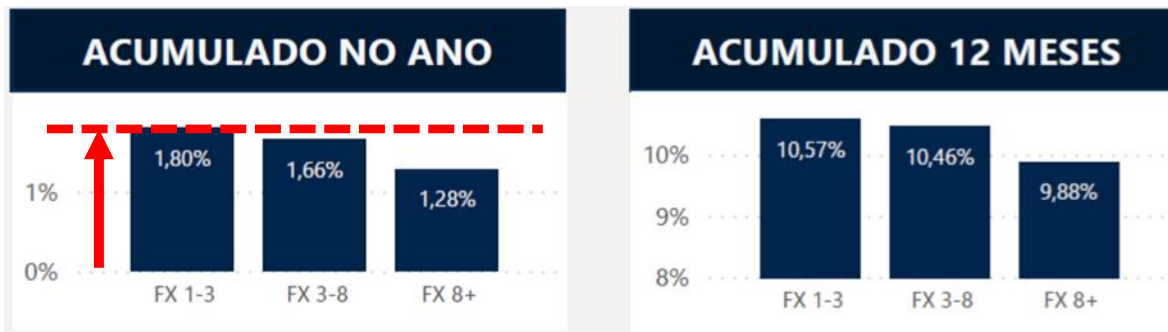 ACUMULADO NO ANO
1,80%
1,66%
1,28%
1%
0%
FX 1-3 FX 3-8 FX 8+
ACUMULADO 12 MESES
10%
10,57%
10,46%
9,88%
9%
8%
FX 1-3 FX 3-8 FX 8+